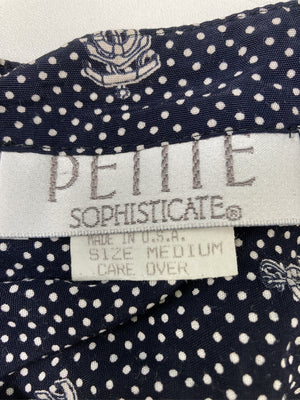 PETITE
SOPHISTICATE®
MADE IN U.S.A.
SIZE MEDIUM
CARE OVER